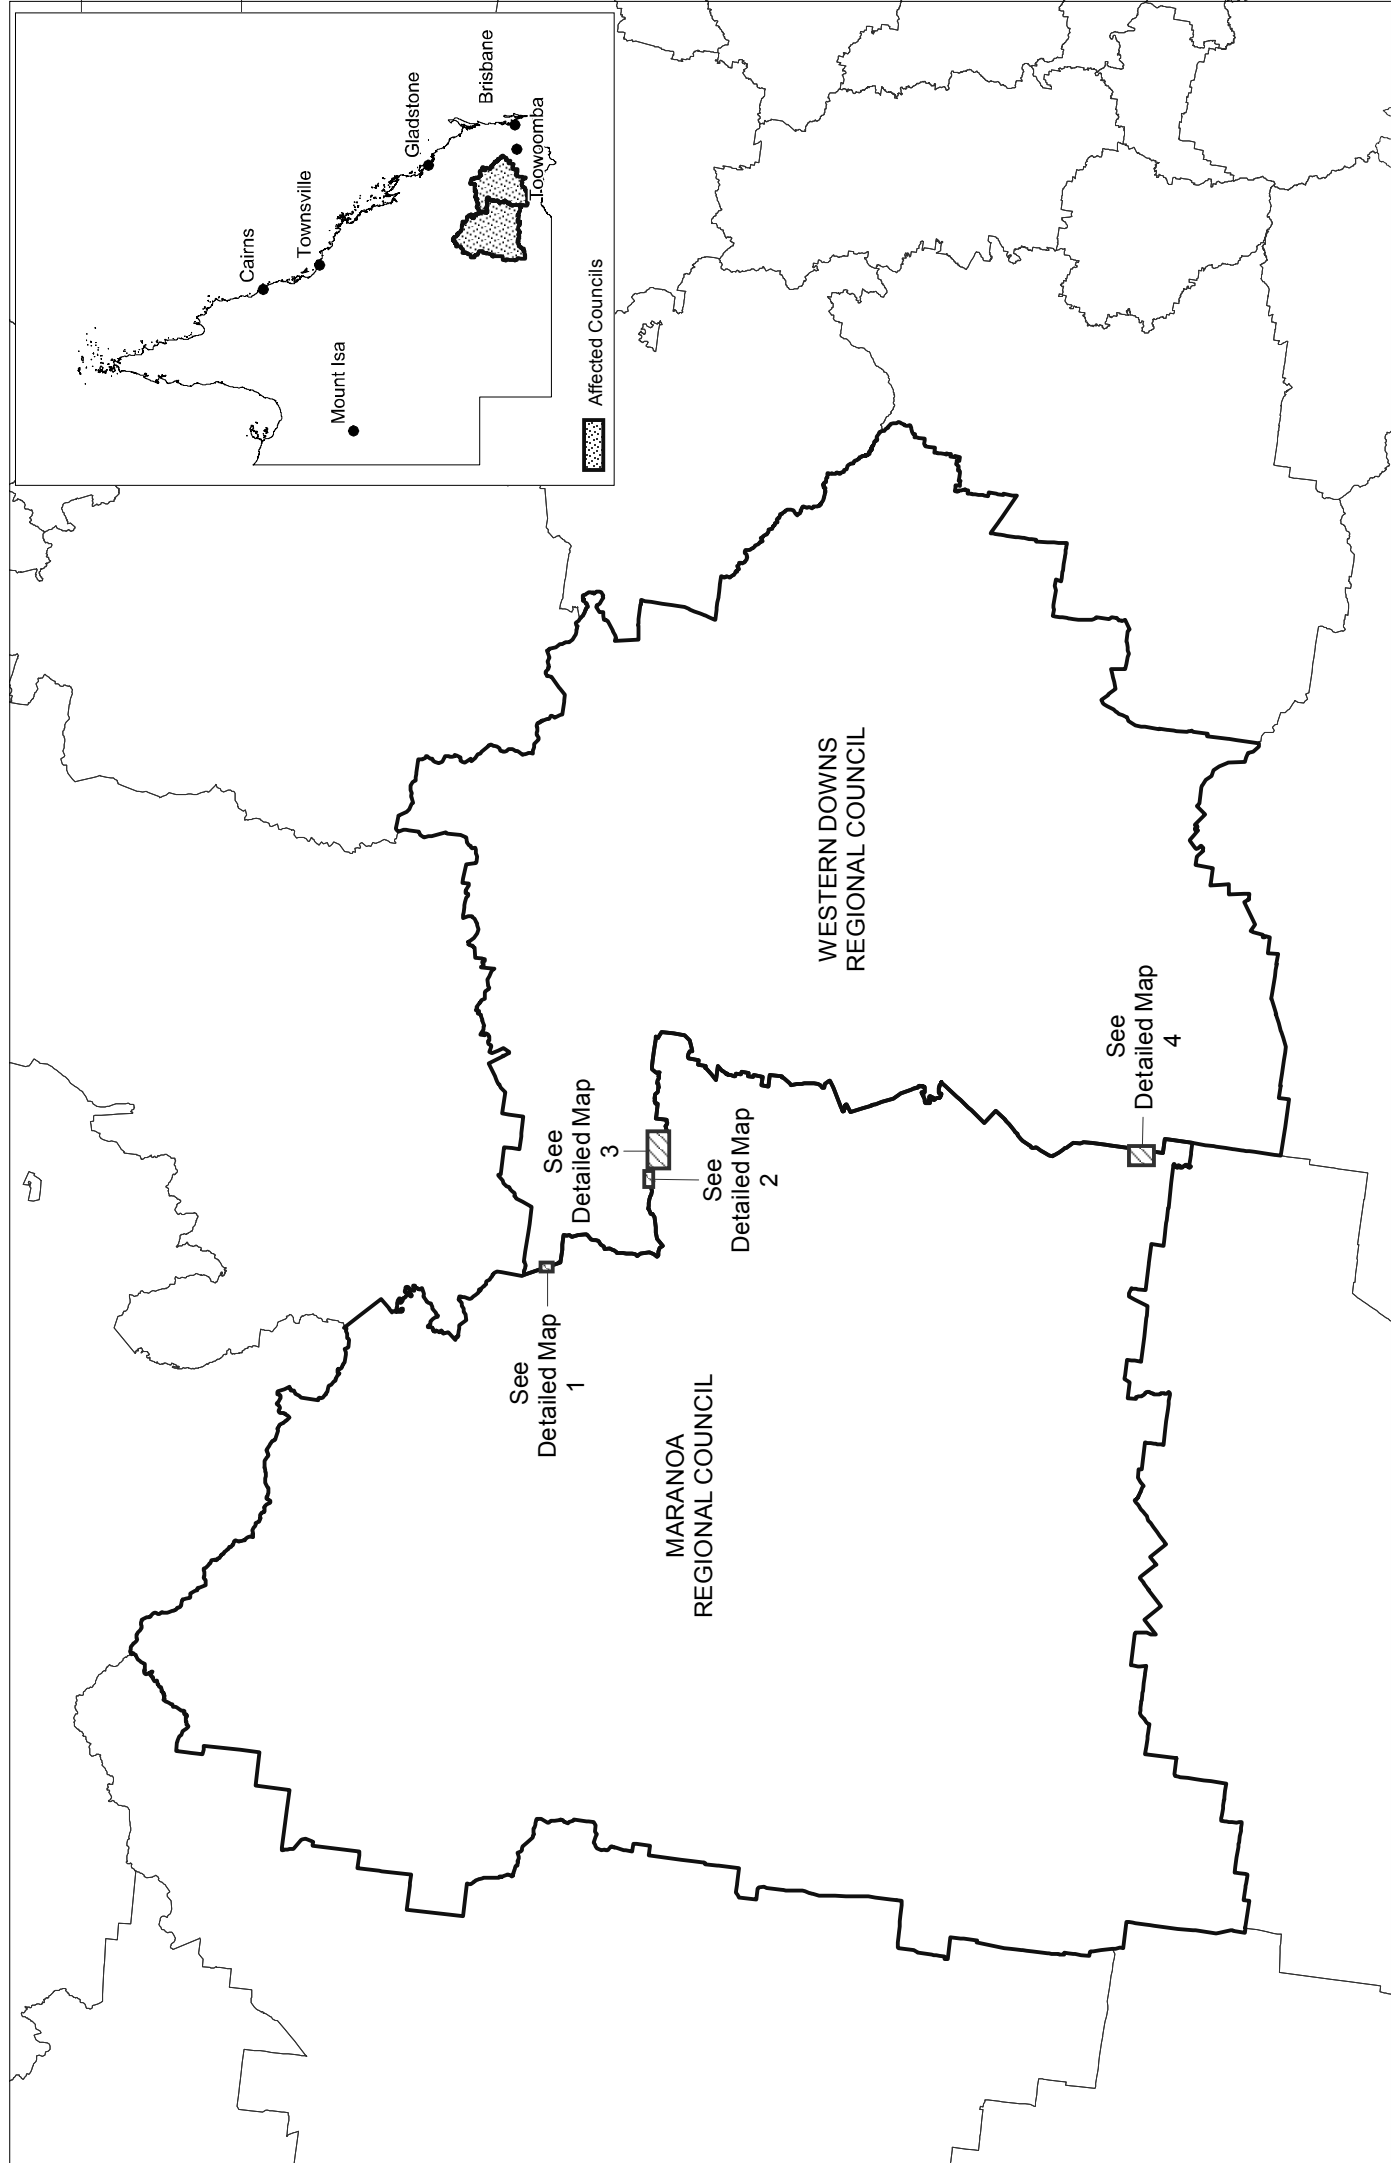 Cairns
Townsville
Gladstone
Brisbane
Toowoomba
Mount Isa
Affected Councils
See
Detailed Map
1
See
Detailed Map
3
See
Detailed Map
2
MARANOA
REGIONAL COUNCIL
WESTERN DOWNS
REGIONAL COUNCIL
See
Detailed Map
4